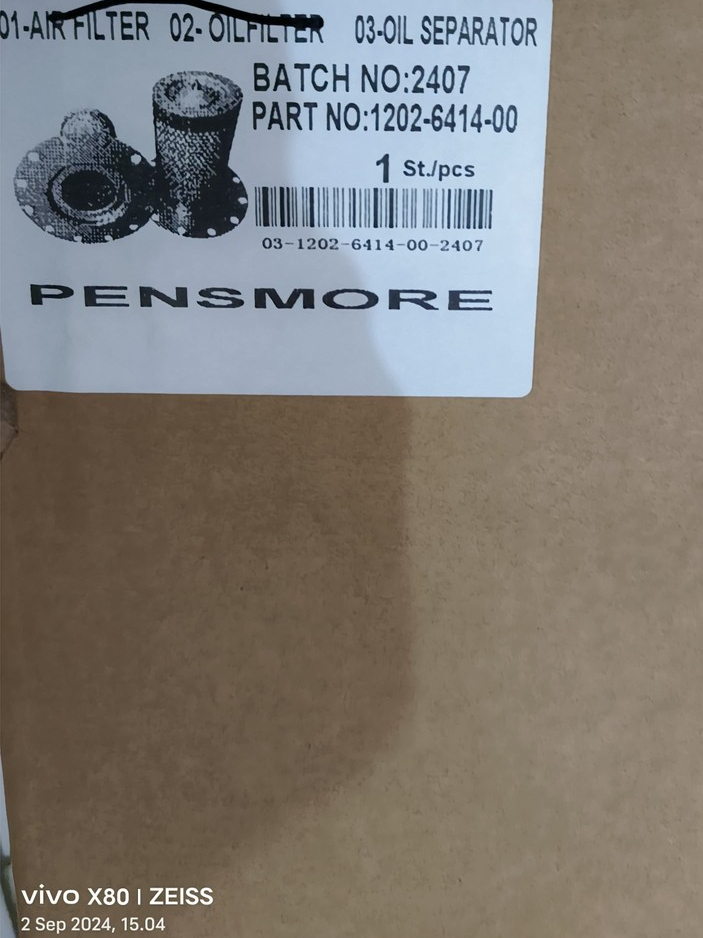 01-AIR FILTER 02- OILFILTER 03-OIL SEPARATOR
BATCH NO:2407
PART NO:1202-6414-00
1 St./pcs
03-1202-6414-00-2407
PENSMORE
vivo X80 | ZEISS
2 Sep 2024, 15.04